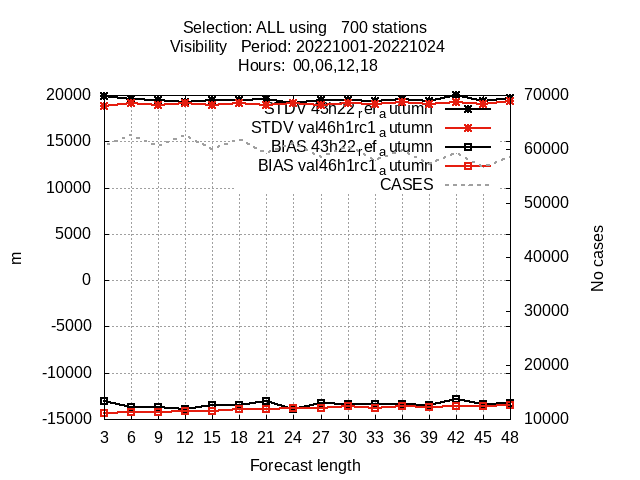 Selection: ALL using   700 stations
Visibility   Period: 20221001-20221024
Hours:  00,06,12,18
20000
70000
STDV 43h22ref_autumn
STDV val46h1rc1_autumn
15000
BIAS 43h22ref_autumn
60000
BIAS val46h1rc1_autumn
10000
CASES
50000
5000
m
0
No cases
40000
-5000
30000
-10000
20000
-15000
10000
3 6 9 12 15 18 21 24 27 30 33 36 39 42 45 48
Forecast length